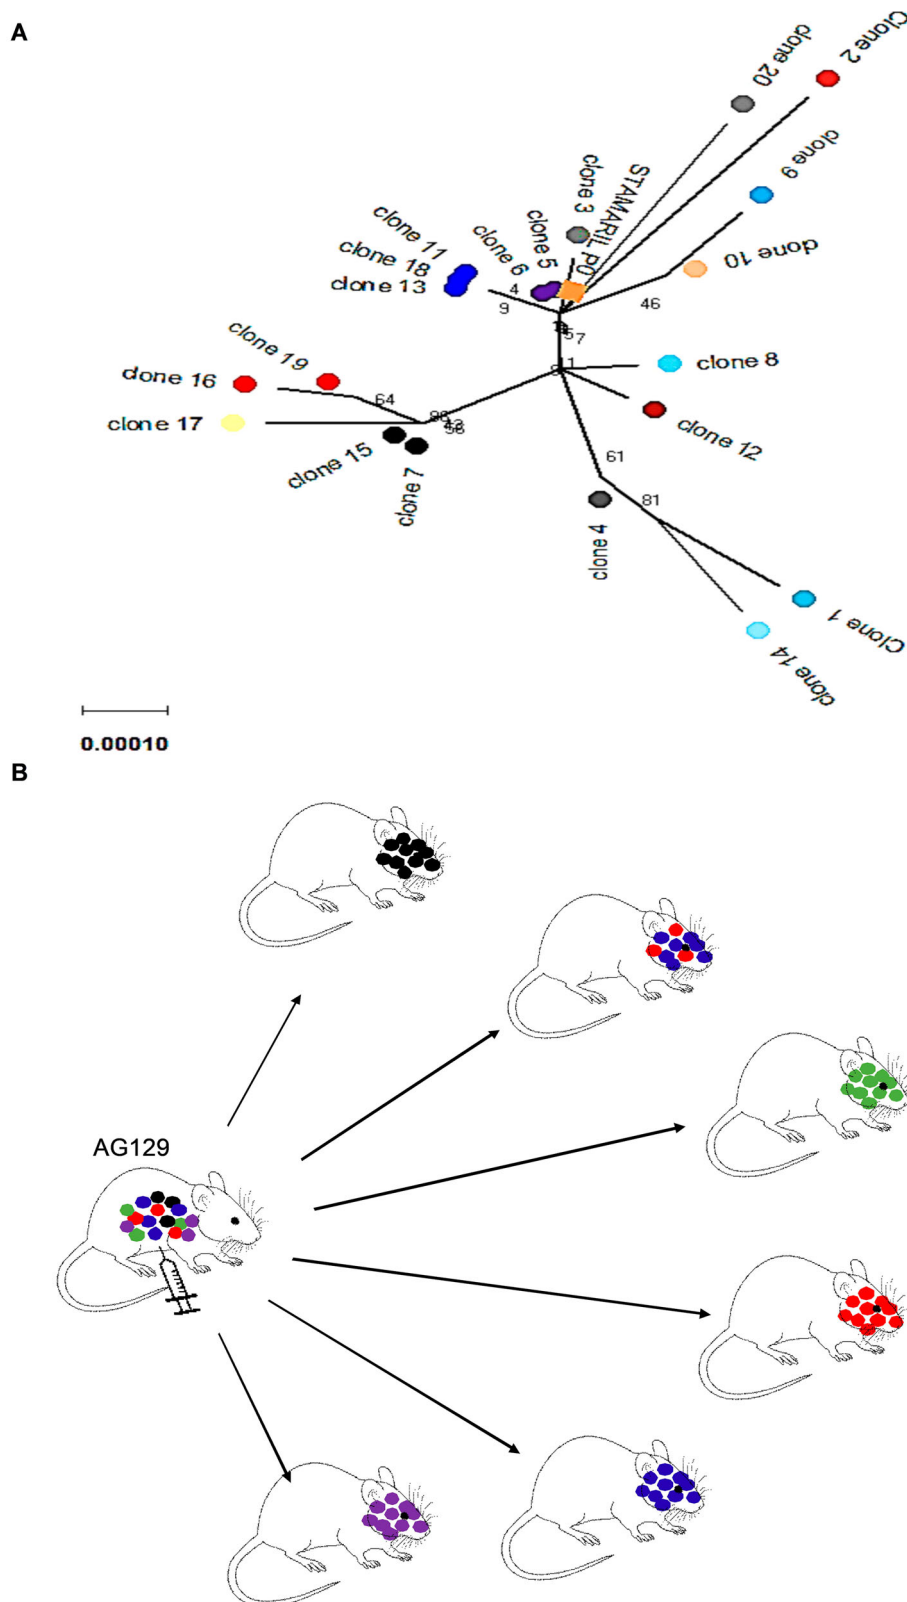 A
clone 20
Clone 2
clone 9
clone 3
STAMARIL P0
clone 10
clone 11
clone 6
clone 5
clone 18
clone 13
4
9
46
7
1
clone 8
clone 19
clone 16
64
clone 17
clone 12
clone 15
clone 7
61
81
clone 4
Clone 1
clone 14
0.00010
B
AG129